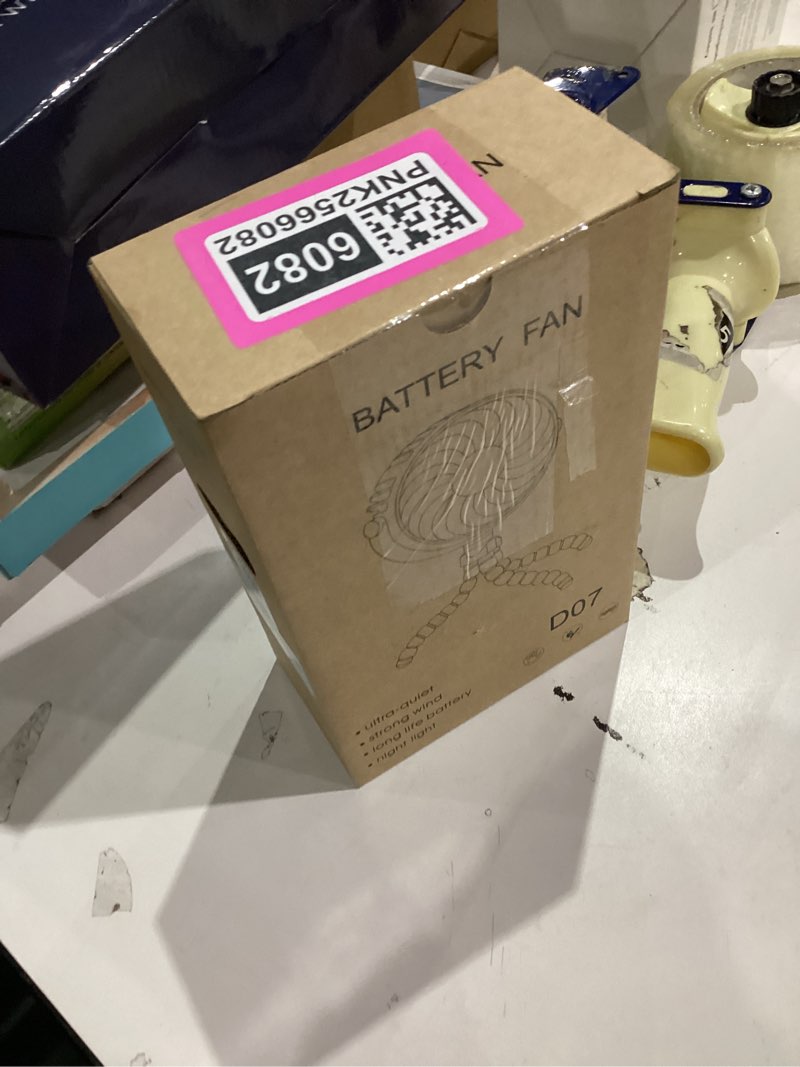 PNK2566082
6082
BATTERY FAN
D07
• ultra-quiet
• strong wind
• long life battery
• night light